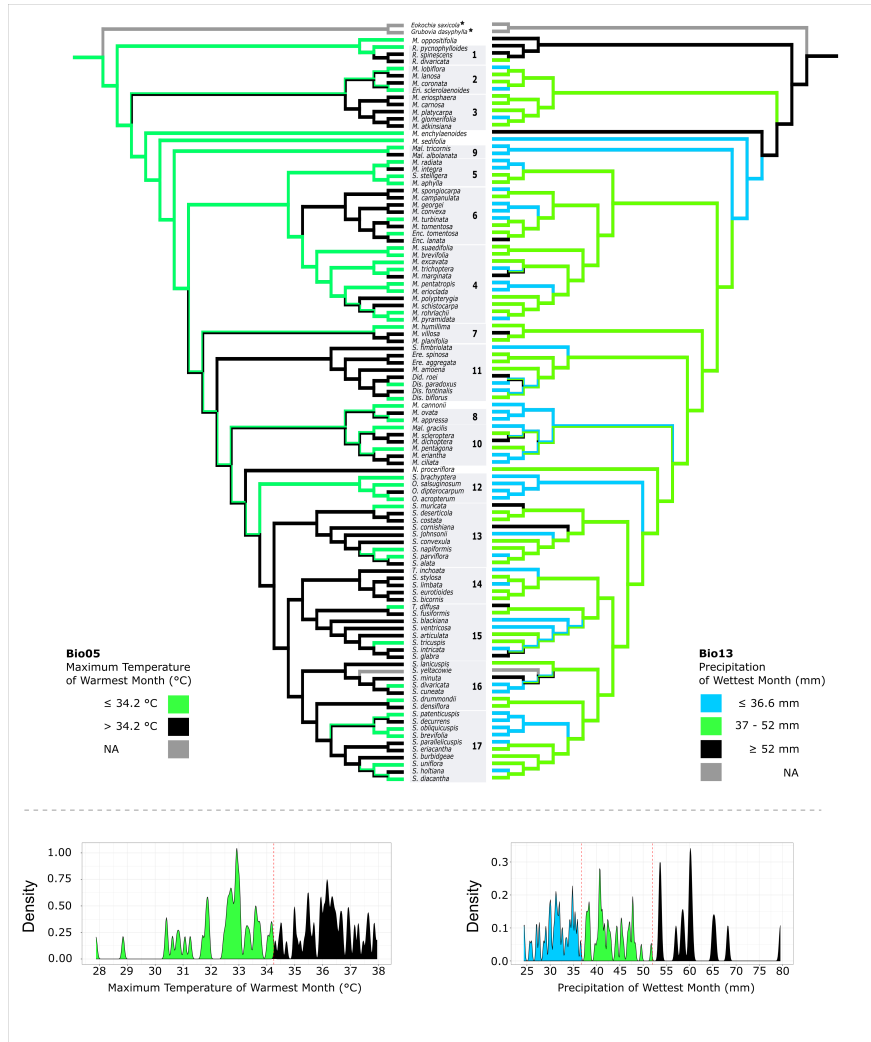 Eokochia saxicola*
Grubovia dasyphylla*
M. oppositifolia
R. pycnophylloides
R. spinescens
R. divaricata
1
M. lobiflora
M. lanosa
M. coronata
Eri. sclerolaenoides
2
M. eriosphaera
M. carnosa
M. platycarpa
M. glomerifolia
M. atkinsiana
3
M. enchylaenoides
M. sedifolia
Mal. tricornis
Mal. albolanata
9
M. radiata
M. integra
S. stelligera
M. aphylla
5
M. spongiocarpa
M. campanulata
M. georgei
M. convexa
M. turbinata
M. tomentosa
Enc. tomentosa
Enc. lanata
6
M. suaedifolia
M. brevifolia
M. excavata
M. trichoptera
M. marginata
M. pentatropis
M. erioclada
M. polypterygia
M. schistocarpa
M. rohrlachii
M. pyramidata
4
M. humillima
M. villosa
M. planifolia
7
S. fimbriolata
Ere. spinosa
Ere. aggregata
M. amoena
Did. roei
Dis. paradoxus
Dis. fontinalis
Dis. biflorus
11
M. cannonii
M. ovata
M. appressa
8
Mal. gracilis
M. scleroptera
M. dichoptera
M. pentagona
M. eriantha
M. ciliata
10
N. proceriflora
S. brachyptera
O. salsuginosum
O. dipterocarpum
O. acropterum
12
S. muricata
S. deserticola
S. costata
S. cornishiana
S. johnsonii
S. convexula
S. napiformis
S. parviflora
S. alata
13
T. inchoata
S. stylosa
S. limbata
S. eurotioides
S. bicornis
14
T. diffusa
S. fusiformis
S. blackiana
S. ventricosa
S. articulata
S. tricuspis
S. intricata
S. glabra
15
S. lanicuspis
S. yeltacowie
S. minuta
S. divaricata
S. cuneata
16
S. drummondii
S. densiflora
S. patenticuspis
S. decurrens
S. obliquicuspis
S. brevifolia
S. parallelicuspis
S. eriacantha
S. burbidgeae
S. uniflora
S. holtiana
S. diacantha
17
Bio05
Maximum Temperature
of Warmest Month (°C)
≤ 34.2 °C
> 34.2 °C
NA
Bio13
Precipitation
of Wettest Month (mm)
≤ 36.6 mm
37 - 52 mm
≥ 52 mm
NA
Density
1.00
0.75
0.50
0.25
0.00
28 29 30 31 32 33 34 35 36 37 38
Maximum Temperature of Warmest Month (°C)
Density
0.3
0.2
0.1
0.0
25 30 35 40 45 50 55 60 65 70 75 80
Precipitation of Wettest Month (mm)